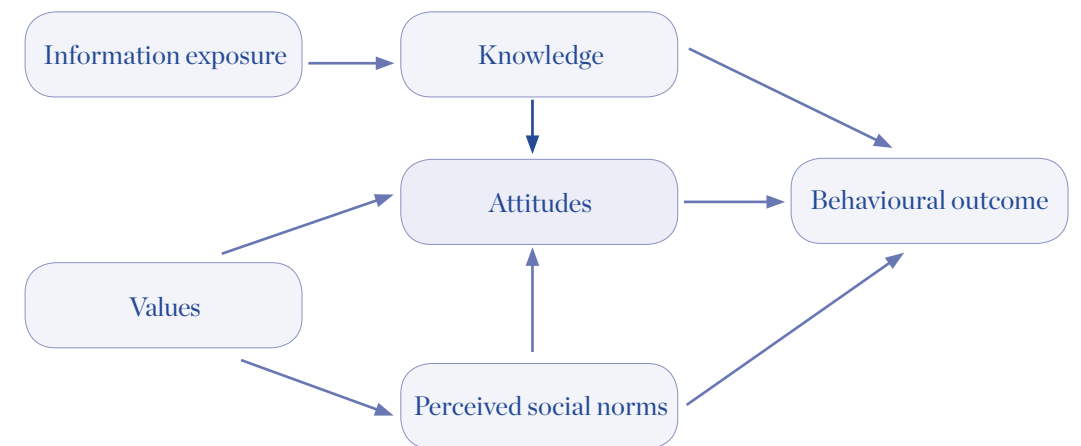 Information exposure
Knowledge
Attitudes
Behavioural outcome
Values
Perceived social norms